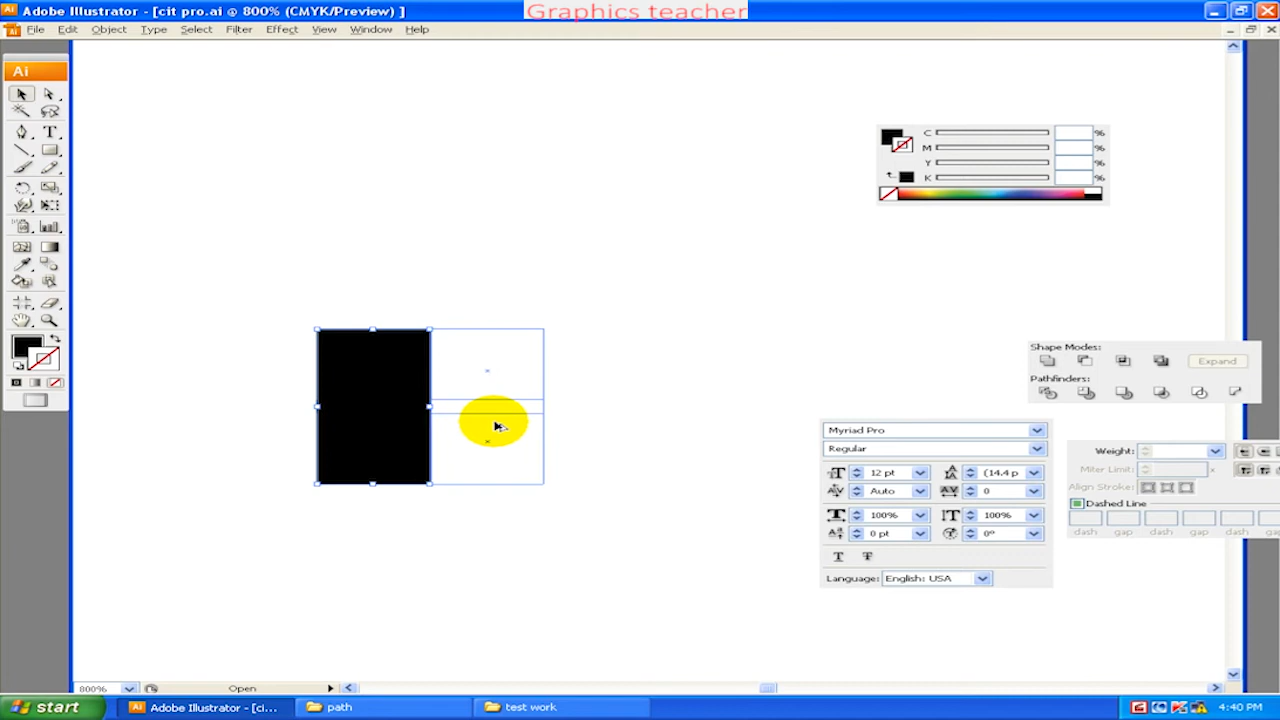 Adobe Illustrator - [cit pro.ai @ 800% (CMYK/Preview) ]
Graphics teacher
File Edit Object Type Select Filter Effect View Window Help
Ai
C %
M %
Y %
K %
Shape Modes:
Expand
Pathfinders:
Myriad Pro
Regular
12 pt (14.4 p
Auto 0
100% 100%
0 pt 0°
Language: English: USA
Weight:
Miter Limit: x
Align Stroke:
Dashed Line
dash gap dash gap dash gap
800% Open
start Adobe Illustrator - [ci... path test work 4:40 PM